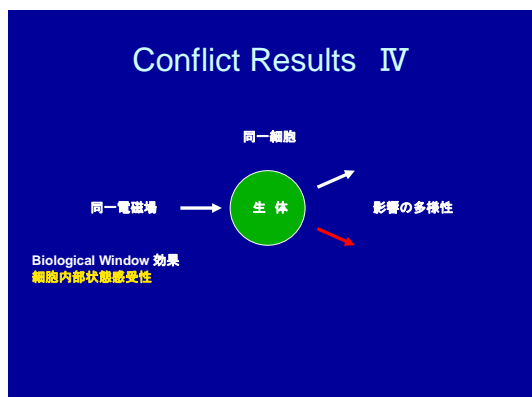 Conflict Results Ⅳ
同一細胞
同一電磁場
生 体
影響の多様性
Biological Window 効果
細胞内部状態感受性